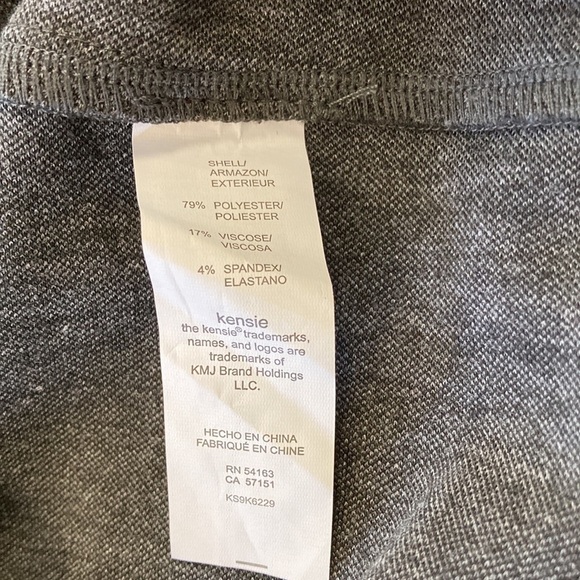 SHELL/
ARMAZON/
EXTERIEUR
79% POLYESTER/
POLIESTER
17% VISCOSE/
VISCOSA
4% SPANDEX/
ELASTANO
kensie
the kensie® trademarks,
names, and logos are
trademarks of
KMJ Brand Holdings
LLC.
HECHO EN CHINA
FABRIQUÉ EN CHINE
RN 54163
CA 57151
KS9K6229